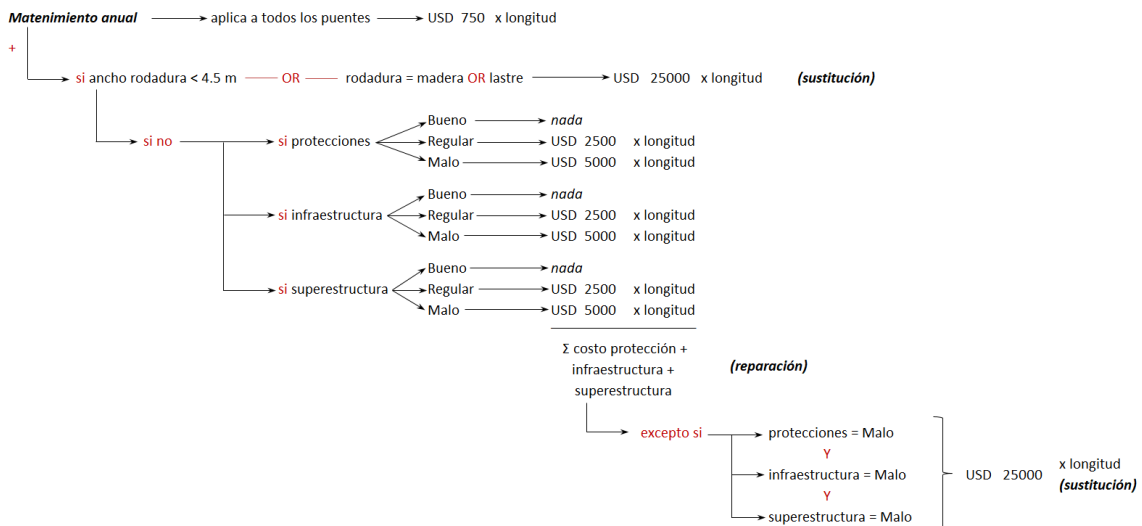 Matenimiento anual aplica a todos los puentes USD 750 x longitud
+
si ancho rodadura < 4.5 m OR rodadura = madera OR lastre USD 25000 x longitud (sustitución)
Bueno nada
si no si protecciones Regular USD 2500 x longitud
Malo USD 5000 x longitud
Bueno nada
si infraestructura Regular USD 2500 x longitud
Malo USD 5000 x longitud
Bueno nada
si superestructura Regular USD 2500 x longitud
Malo USD 5000 x longitud
Σ costo protección +
infraestructura +
superestructura
(reparación)
excepto si protecciones = Malo
Y
infraestructura = Malo
Y
superestructura = Malo
USD 25000 x longitud
(sustitución)